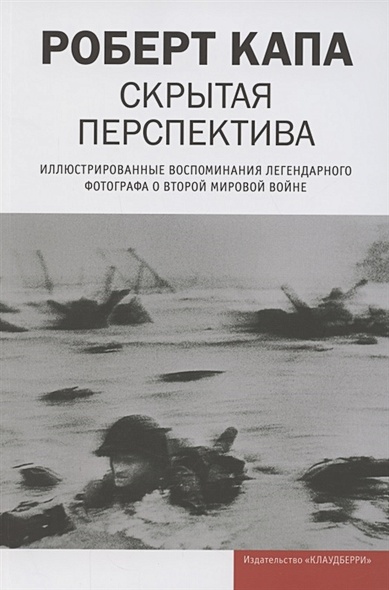 РОБЕРТ КАПА
СКРЫТАЯ
ПЕРСПЕКТИВА
ИЛЛЮСТРИРОВАННЫЕ ВОСПОМИНАНИЯ ЛЕГЕНДАРНОГО
ФОТОГРАФА О ВТОРОЙ МИРОВОЙ ВОЙНЕ
Издательство «КЛАУДБЕРРИ»